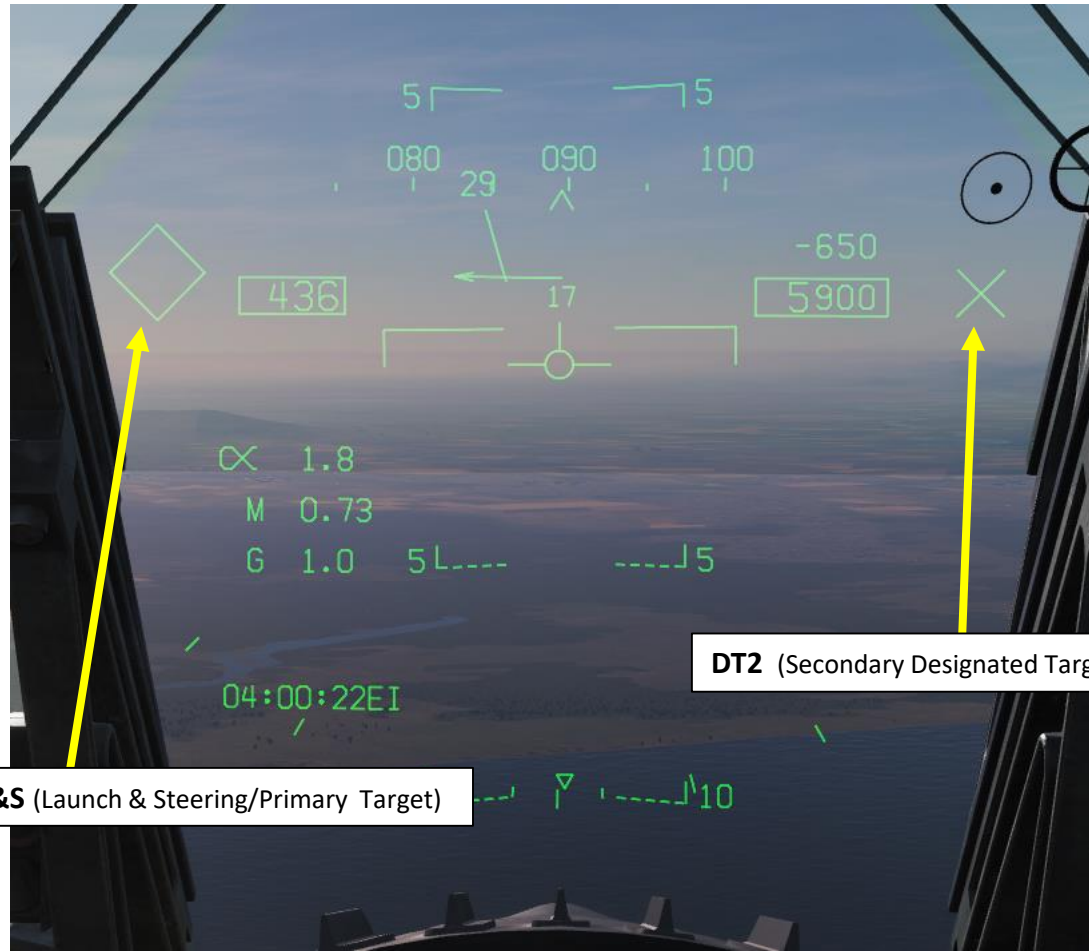 5 5
080 090 100
29
-650
436 5900
17
α 1.8
M 0.73
G 1.0 5 5
DT2 (Secondary Designated Targ
04:00:22EI
&S (Launch & Steering/Primary Target)
10